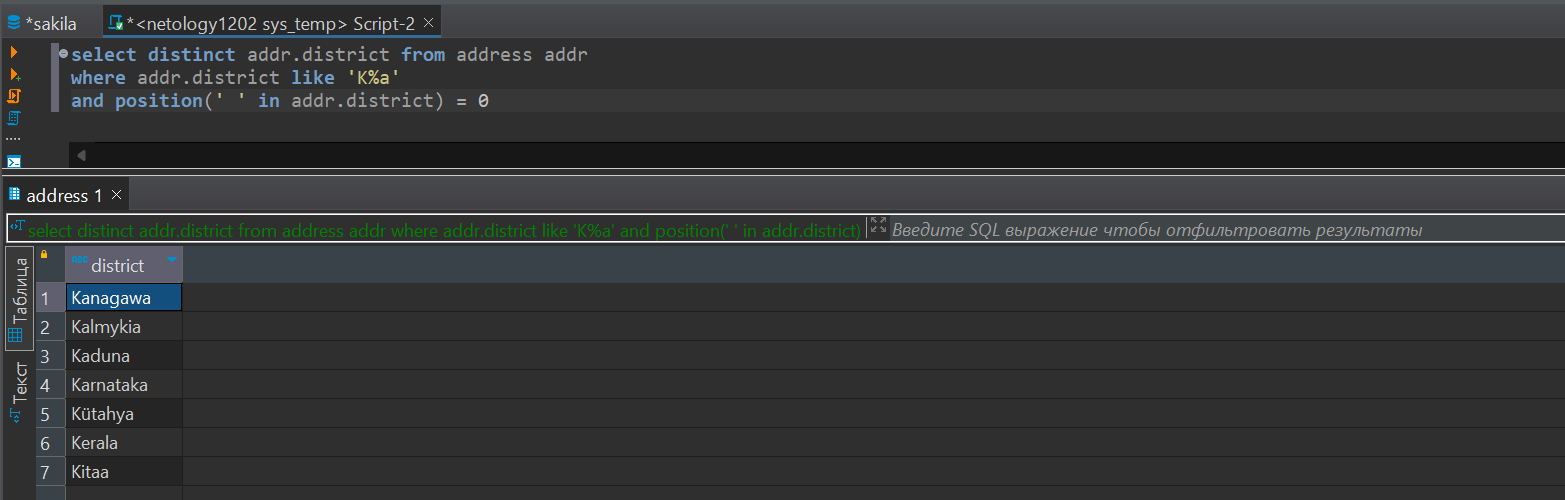 *sakila
*<netology1202 sys_temp> Script-2
select distinct addr.district from address addr
where addr.district like 'K%a'
and position(' ' in addr.district) = 0
address 1
select distinct addr.district from address addr where addr.district like 'K%a' and position(' ' in addr.district)
Введите SQL выражение чтобы отфильтровать результаты
Таблица
Текст
abc district
1 Kanagawa
2 Kalmykia
3 Kaduna
4 Karnataka
5 Kütahya
6 Kerala
7 Kitaa